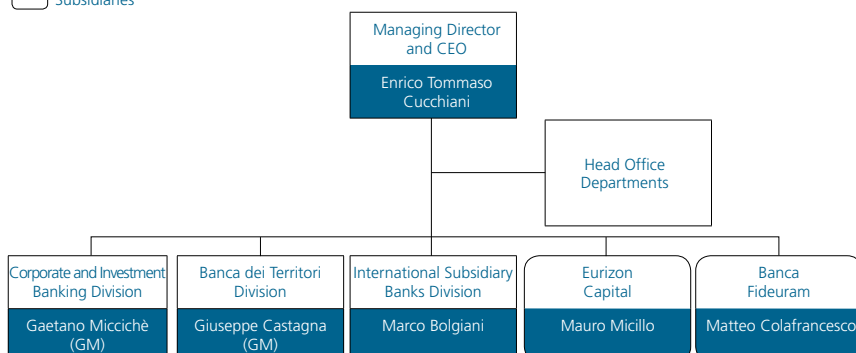 Subsidiaries
Managing Director
and CEO
Enrico Tommaso
Cucchiani
Head Office
Departments
Corporate and Investment
Banking Division
Gaetano Miccichè
(GM)
Banca dei Territori
Division
Giuseppe Castagna
(GM)
International Subsidiary
Banks Division
Marco Bolgiani
Eurizon
Capital
Mauro Micillo
Banca
Fideuram
Matteo Colafrancesco